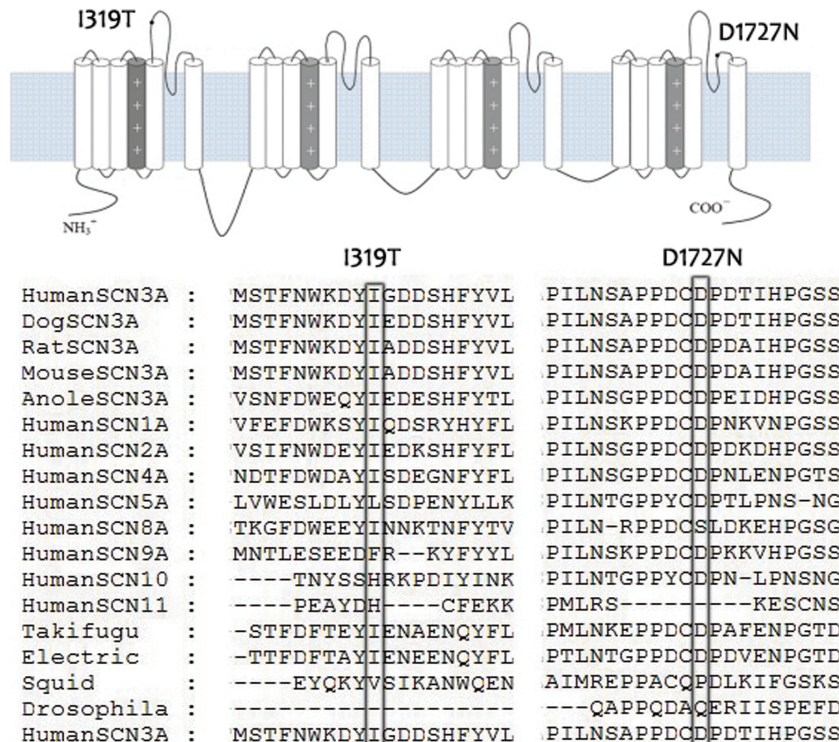 I319T
D1727N
+ + + +
+ + + +
+ + + +
+ + + +
NH₃⁺
COO⁻
I319T D1727N
HumanSCN3A : MSTFNWKDYIGDDSHFYVL PILNSAPPDCDPDTIHPGSS
DogSCN3A : MSTFNWKDYIEDDSHFYVL PILNSAPPDCDPDTIHPGSS
RatSCN3A : MSTFNWKDYIADDSHFYVL PILNSAPPDCDPDAIHPGSS
MouseSCN3A : MSTFNWKDYIADDSHFYVL PILNSAPPDCDPDAIHPGSS
AnoleSCN3A : VSNFDWEQYIEDESHFYTL PILNSGPPDCDPEIDHPGSS
HumanSCN1A : VFEFDWKSYIQDSRYHYFL PILNSKPPDCDPNKVNPGSS
HumanSCN2A : VSIFNWDEYIEDKSHFYFL PILNSGPPDCDPDKDHPGSS
HumanSCN4A : NDTFDWDAYISDEGNFYFL PILNSGPPDCDPNLENPGTS
HumanSCN5A : LVWESLDLYLSDPENYLLK PILNTGPPYCDPTLPNS-NG
HumanSCN8A : TKGFDWEEYINNKTNFYTV PILN-RPPDCSLDKEHPGSG
HumanSCN9A : MNTLESEEDFR--KYFYYL PILNSKPPDCDPKKVHPGSS
HumanSCN10 : ----TNYSSHRKPDIYINK PILNTGPPYCDPN-LPNSNG
HumanSCN11 : ----PEAYDH----CFEKK PMLRS---------KESCNS
Takifugu : -STFDFTEYIENAENQYFL PMLNKEPPDCDPAFENPGTD
Electric : -TTFDFTAYIENEENQYFL PTLNTGPPDCDPDVENPGTD
Squid : ----EYQKYVSIKANWQEN AIMREPPACQPDLKIFGSKS
Drosophila : ------------------- ---QAPPQDAQERIISPEFD
HumanSCN3A : MSTFNWKDYIGDDSHFYVL PILNSAPPDCDPDTIHPGSS